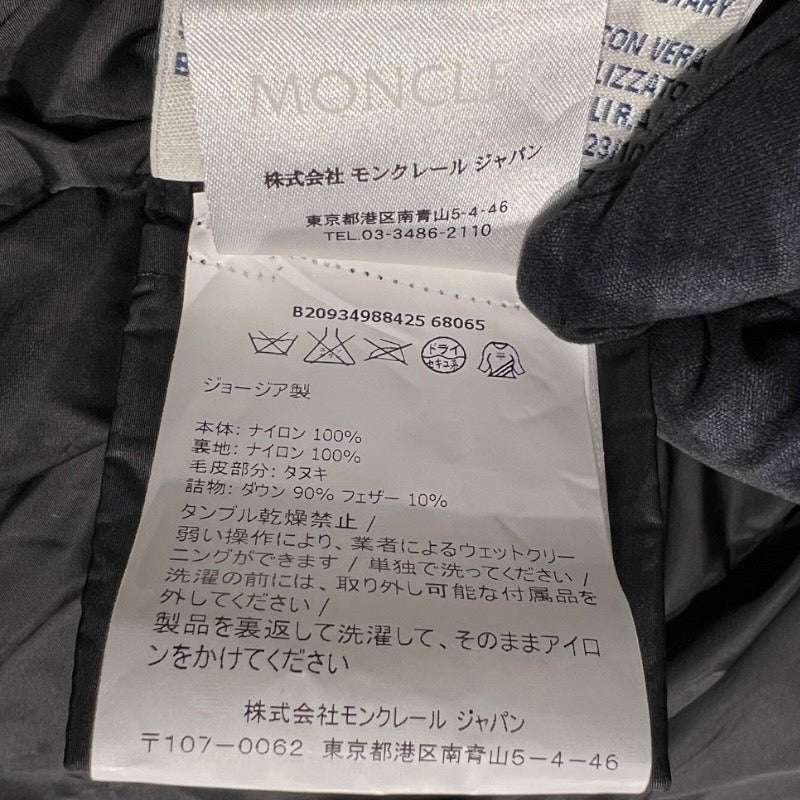 CON VERA
LIZZATO
MONCLE
株式会社 モンクレール ジャパン
東京都港区南青山5-4-46
TEL.03-3486-2110
B20934988425 68065
ドライ
セキユ系
ジョージア製
本体: ナイロン 100%
裏地: ナイロン 100%
毛皮部分: タヌキ
詰物: ダウン 90% フェザー 10%
タンブル乾燥禁止 /
弱い操作により、業者によるウェットクリー
ニングができます / 単独で洗ってください /
洗濯の前には、取り外し可能な付属品を
外してください /
製品を裏返して洗濯して、そのままアイロ
ンをかけてください
株式会社モンクレール ジャパン
〒107-0062 東京都港区南青山5-4-46